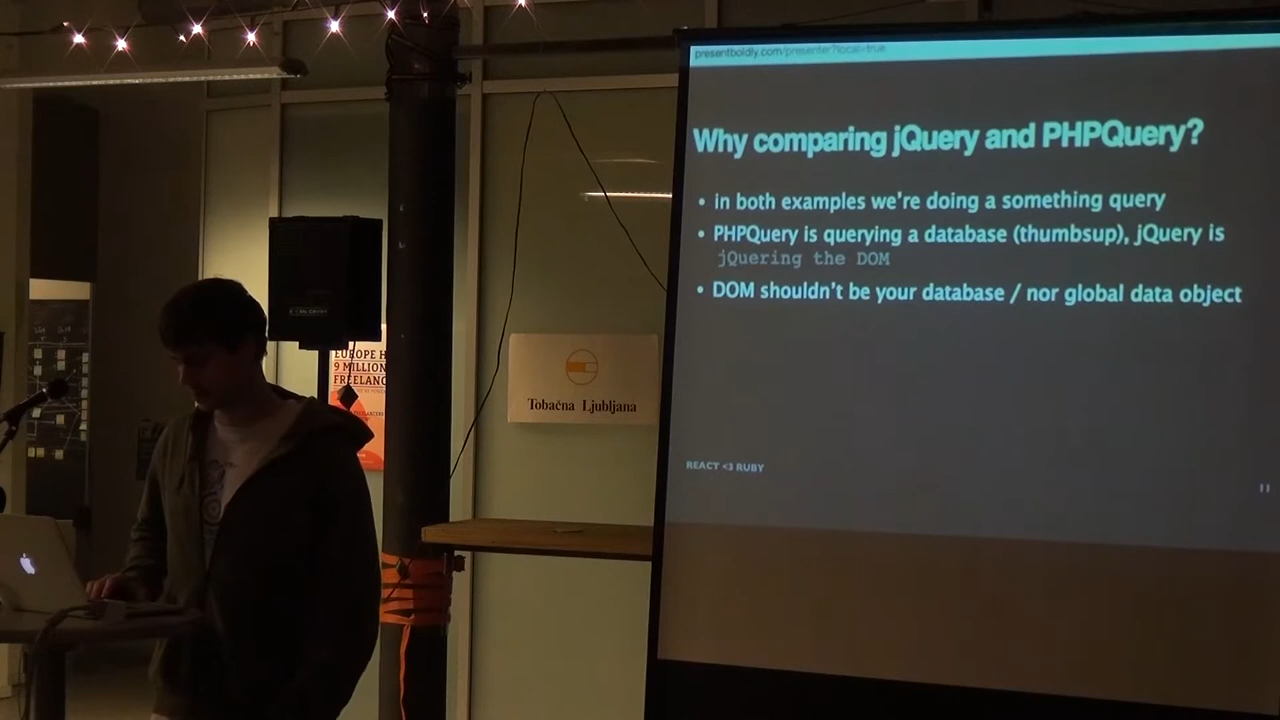 presentboldly.com/presenter?local=true
Why comparing jQuery and PHPQuery?
• in both examples we're doing a something query
• PHPQuery is querying a database (thumbsup), jQuery is
jQuering the DOM
• DOM shouldn't be your database / nor global data object
REACT <3 RUBY
EUROPE H
9 MILLION
FREELANC
Tobačna Ljubljana